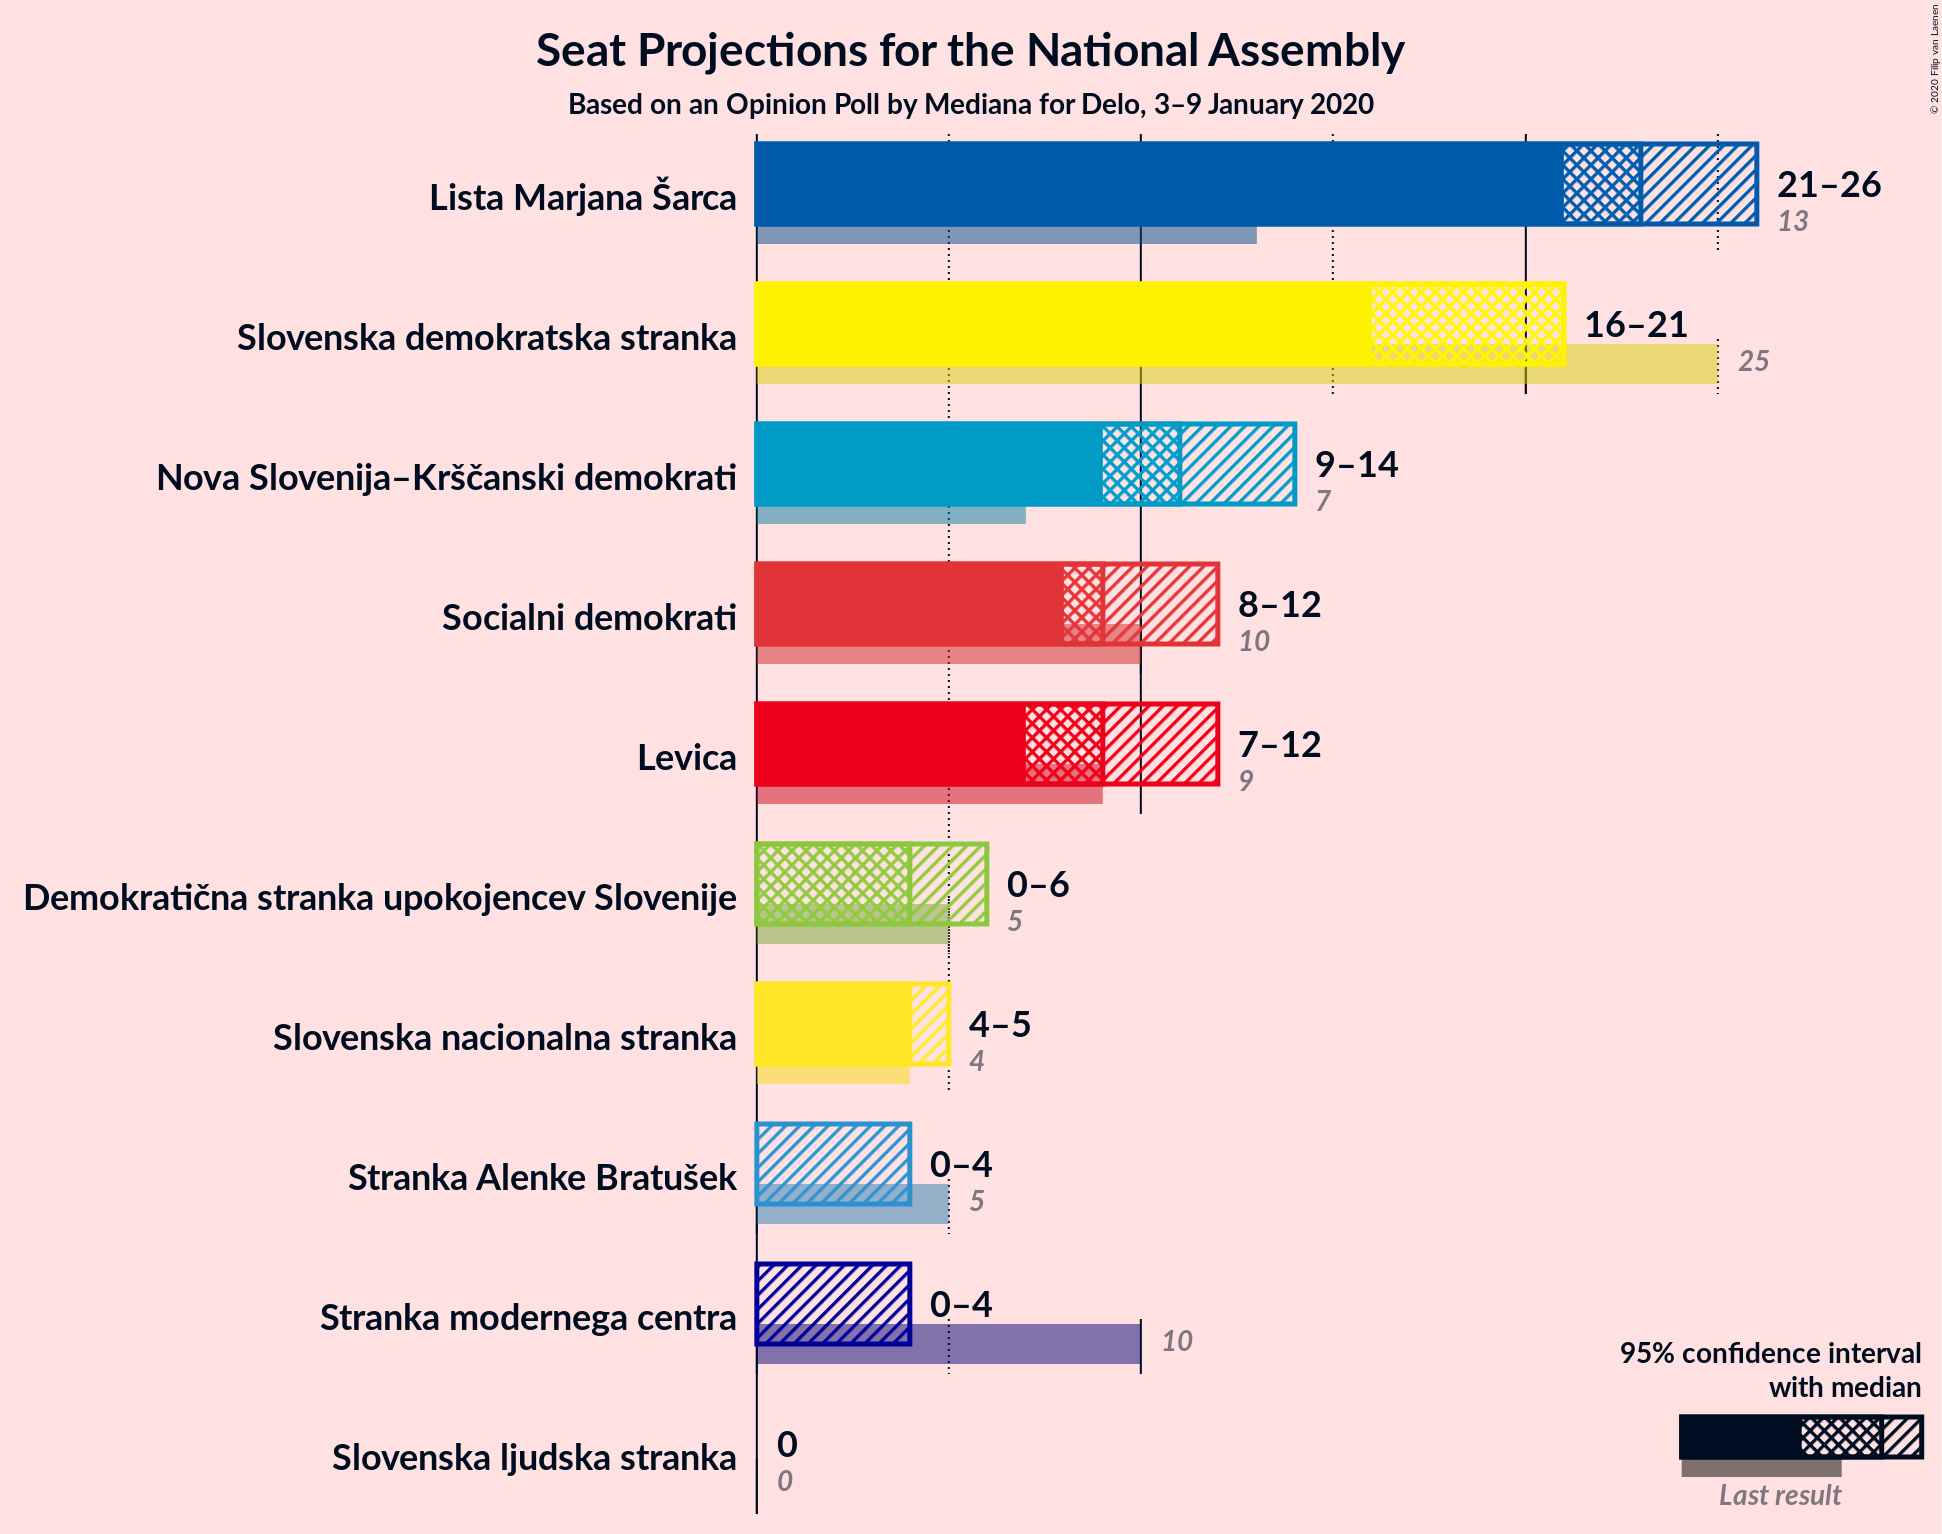 Seat Projections for the National Assembly
Based on an Opinion Poll by Mediana for Delo, 3–9 January 2020
© 2020 Filip van Laenen
Lista Marjana Šarca
21–26
13
Slovenska demokratska stranka
16–21
25
Nova Slovenija–Krščanski demokrati
9–14
7
Socialni demokrati
8–12
10
Levica
7–12
9
Demokratična stranka upokojencev Slovenije
0–6
5
Slovenska nacionalna stranka
4–5
4
Stranka Alenke Bratušek
0–4
5
Stranka modernega centra
0–4
10
Slovenska ljudska stranka
0
0
95% confidence interval
with median
Last result